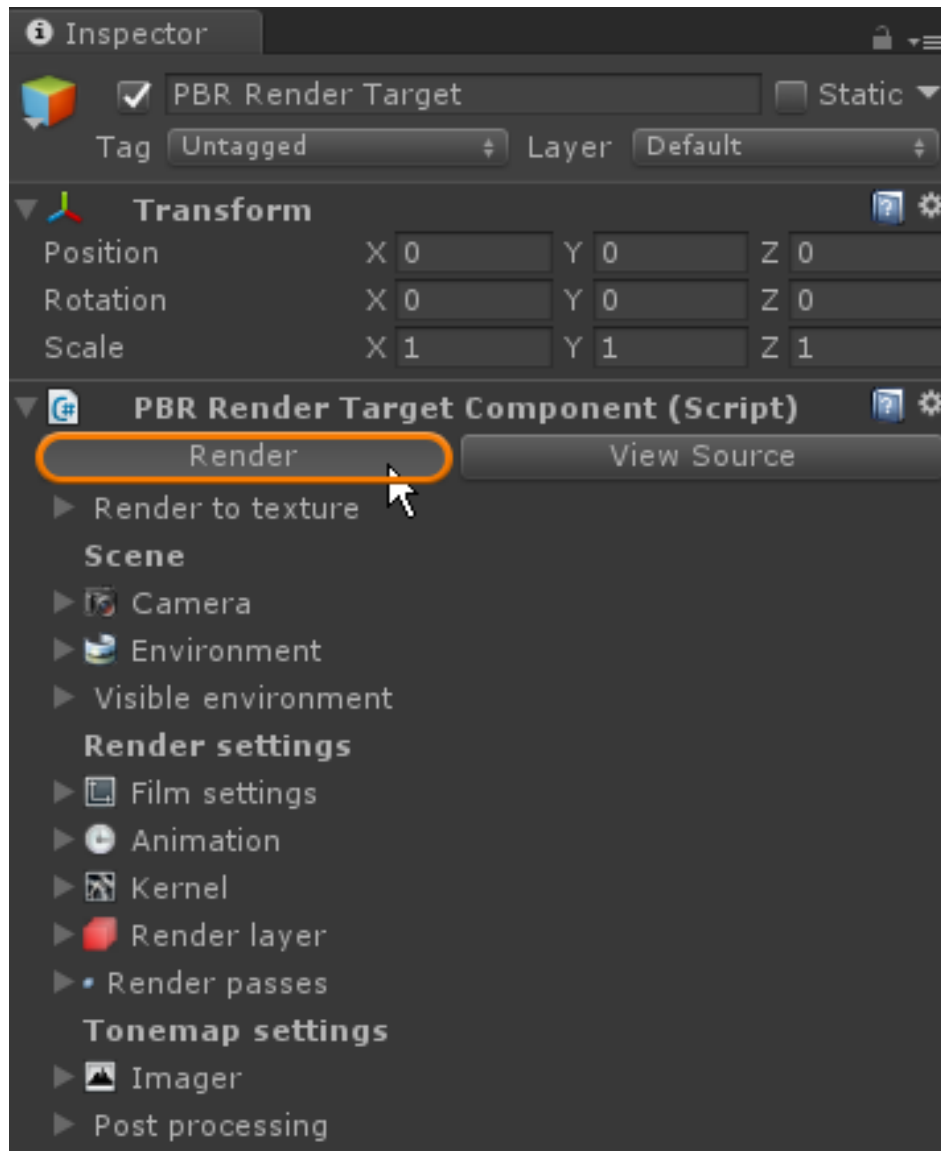 Inspector
PBR Render Target Static
Tag Untagged Layer Default
Transform
Position X 0 Y 0 Z 0
Rotation X 0 Y 0 Z 0
Scale X 1 Y 1 Z 1
PBR Render Target Component (Script)
Render View Source
Render to texture
Scene
Camera
Environment
Visible environment
Render settings
Film settings
Animation
Kernel
Render layer
Render passes
Tonemap settings
Imager
Post processing